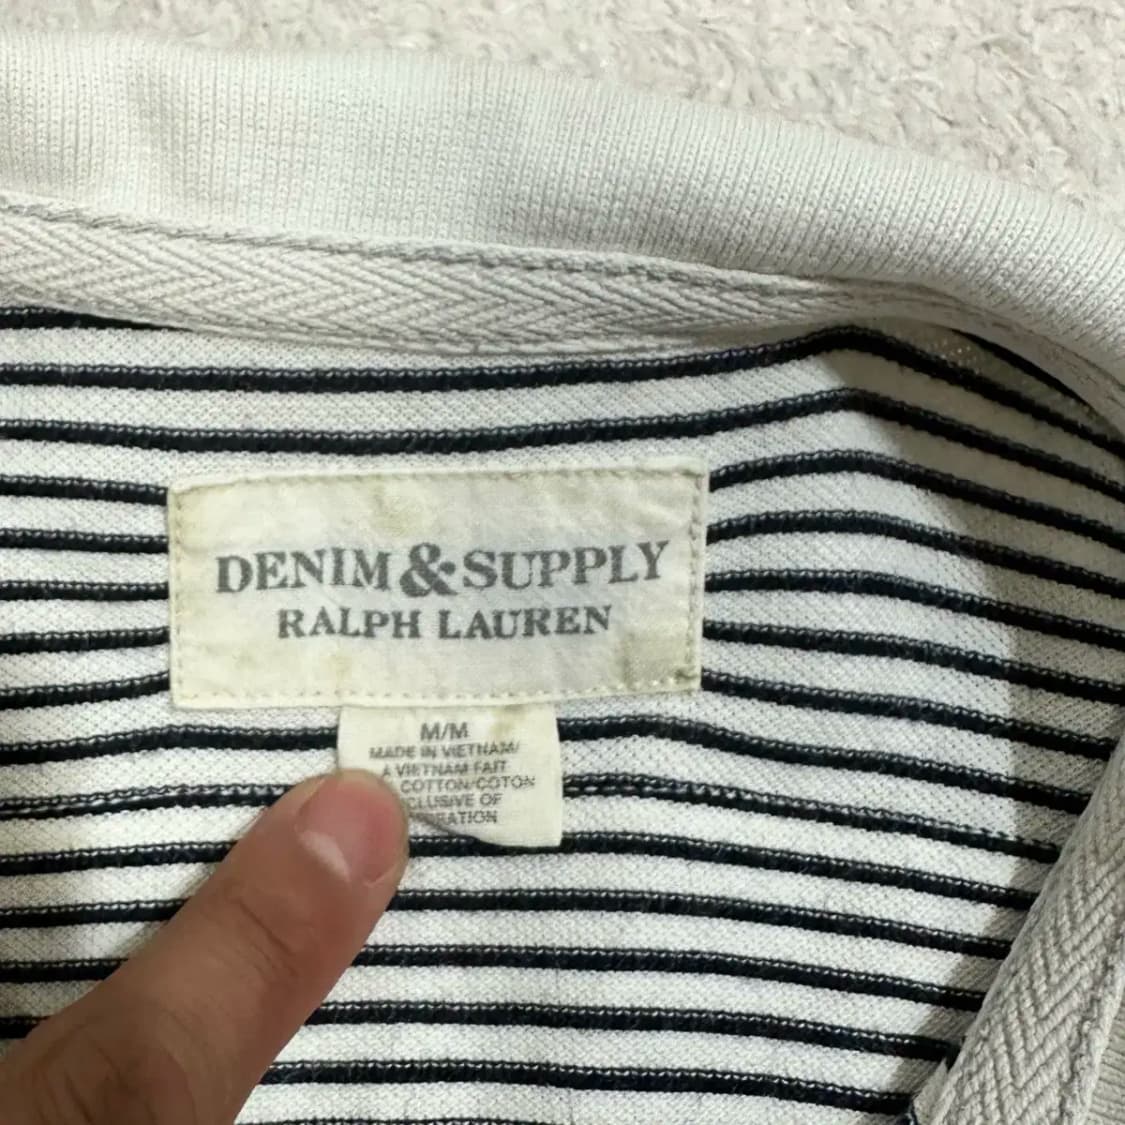 DENIM & SUPPLY
RALPH LAUREN
M/M
MADE IN VIETNAM/
A VIETNAM FAIT
COTTON/COTON
CLUSIVE OF
RATION